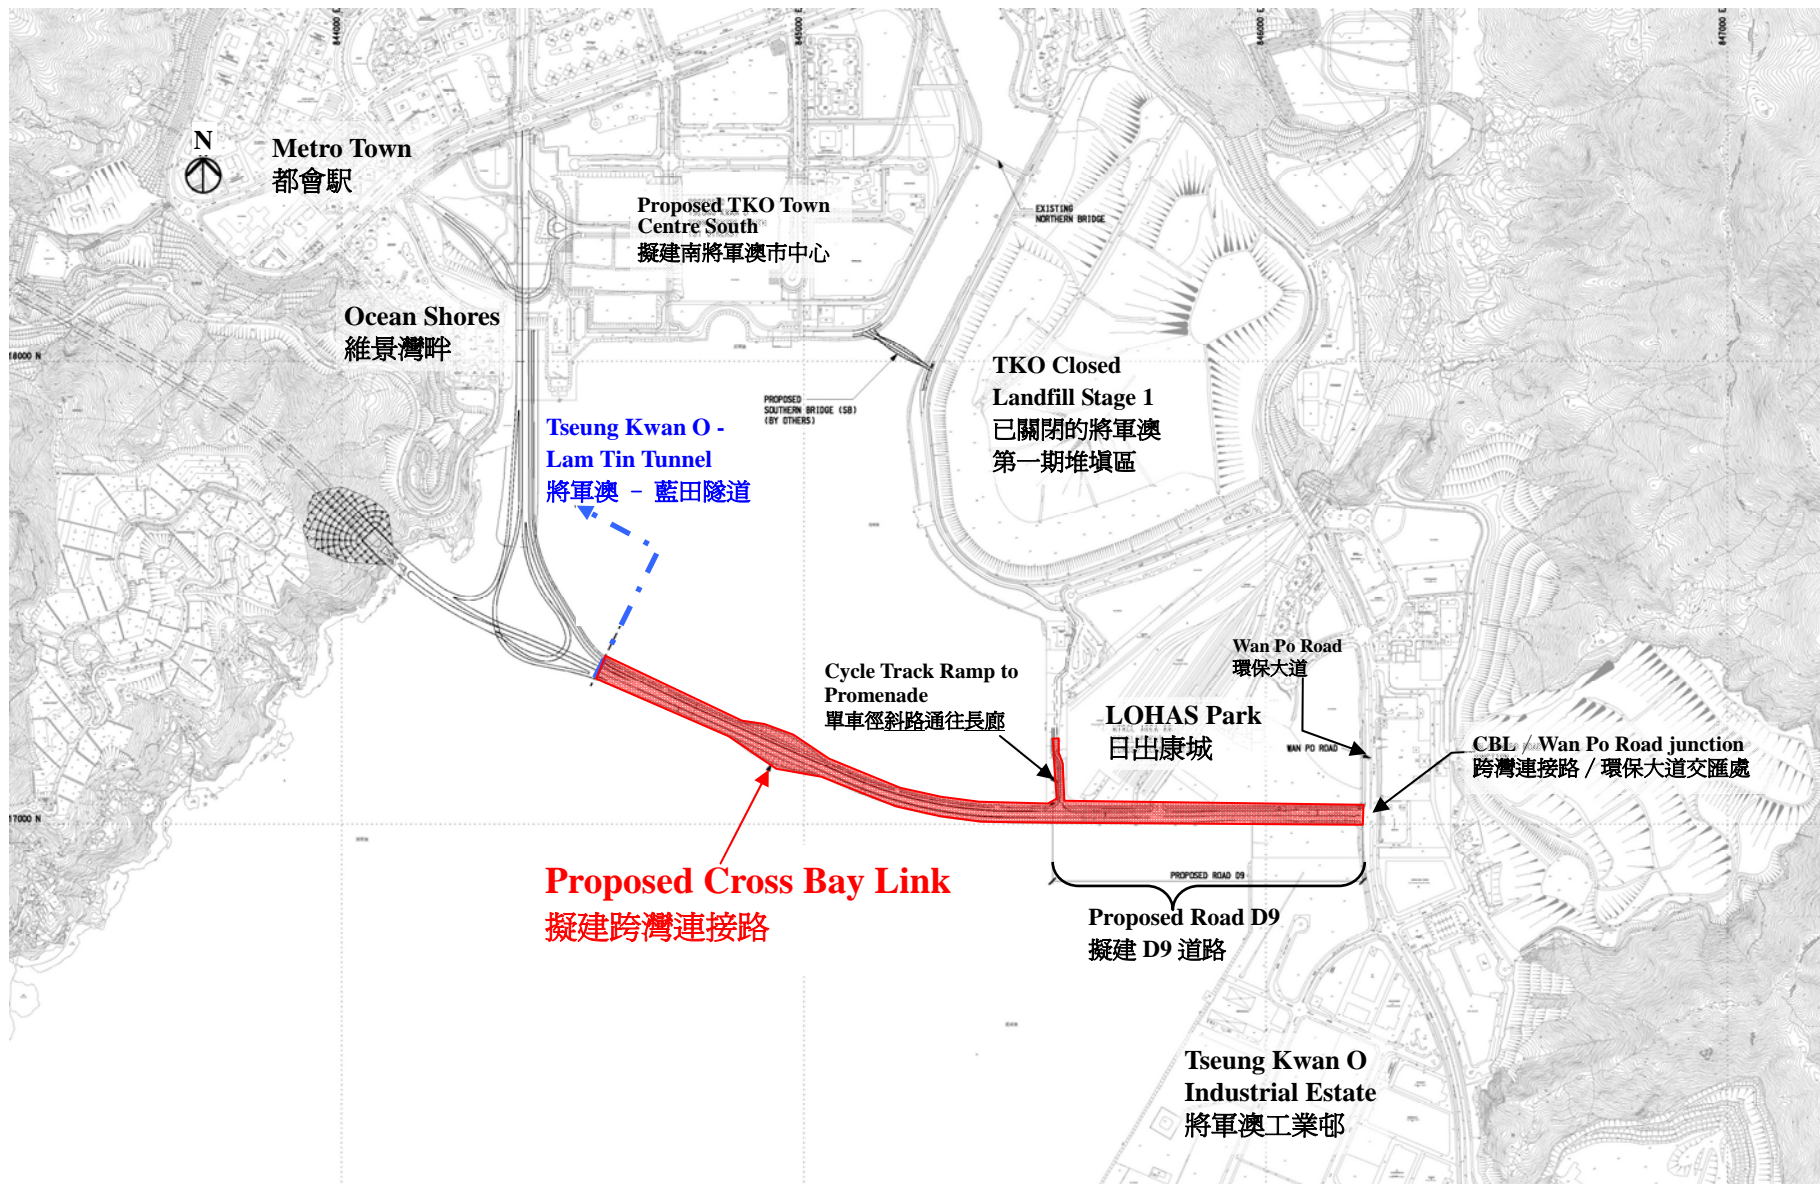 844000 E
845000 E
846000 E
847000 E
N
Metro Town
都會駅
Proposed TKO Town
Centre South
擬建南將軍澳市中心
EXISTING
NORTHERN BRIDGE
Ocean Shores
維景灣畔
18000 N
TKO Closed
Landfill Stage 1
已關閉的將軍澳
第一期堆填區
PROPOSED
SOUTHERN BRIDGE (SB)
(BY OTHERS)
Tseung Kwan O -
Lam Tin Tunnel
將軍澳 - 藍田隧道
Wan Po Road
環保大道
Cycle Track Ramp to
Promenade
單車徑斜路通往長廊
LOHAS Park
日出康城
WAN PO ROAD
CBL / Wan Po Road junction
跨灣連接路 / 環保大道交匯處
17000 N
Proposed Cross Bay Link
擬建跨灣連接路
PROPOSED ROAD D9
Proposed Road D9
擬建 D9 道路
Tseung Kwan O
Industrial Estate
將軍澳工業邨